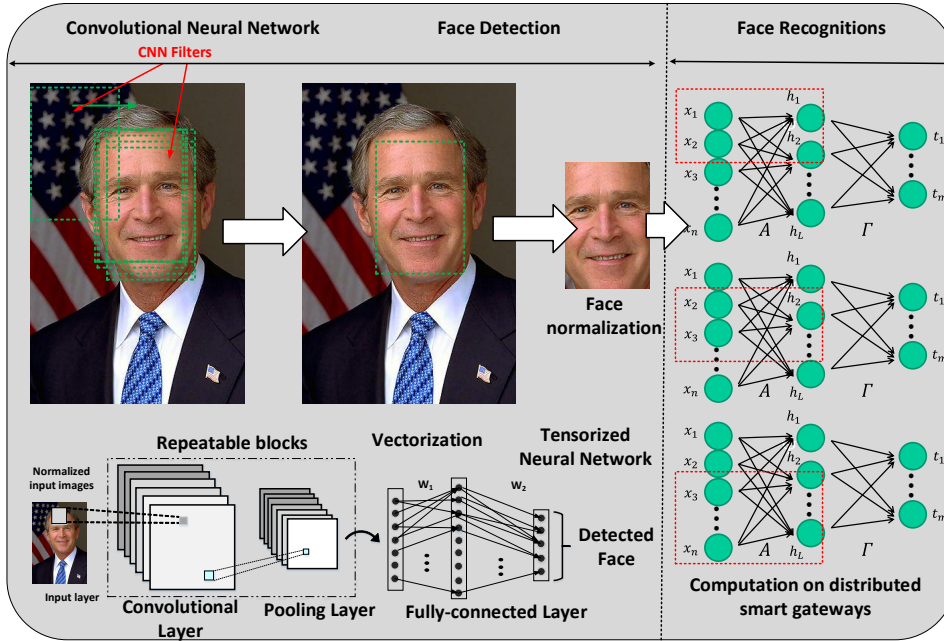 Convolutional Neural Network
Face Detection
Face Recognitions
CNN Filters
Face
normalization
x₁
x₂
x₃
xₙ
h₁
h₂
h_L
A
Γ
t₁
tₘ
x₁
x₂
x₃
xₙ
h₁
h₂
h_L
A
Γ
t₁
tₘ
x₁
x₂
x₃
xₙ
h₁
h₂
h_L
A
Γ
t₁
tₘ
Computation on distributed
smart gateways
Repeatable blocks
Vectorization
Tensorized
Neural Network
Normalized
input images
Input layer
Convolutional
Layer
Pooling Layer
W₁
W₂
Fully-connected Layer
Detected
Face